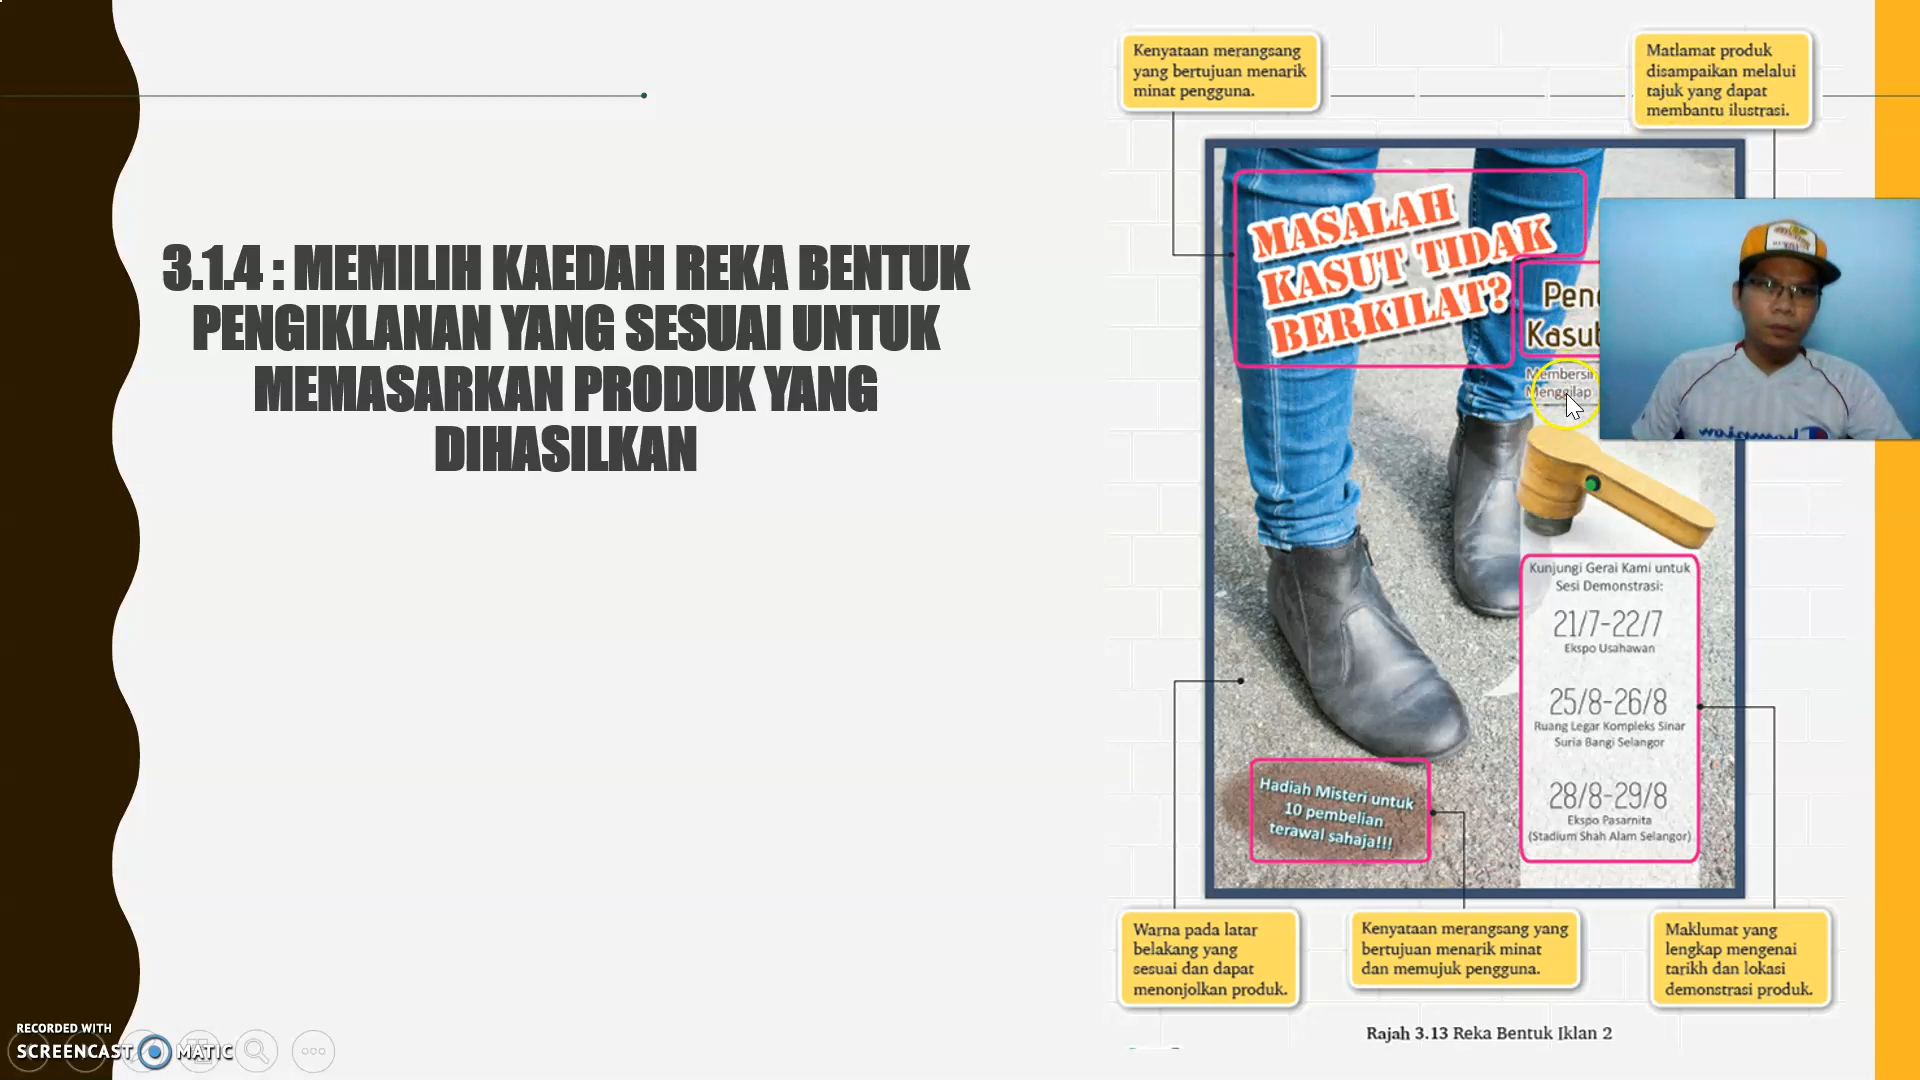 3.1.4 : MEMILIH KAEDAH REKA BENTUK
PENGIKLANAN YANG SESUAI UNTUK
MEMASARKAN PRODUK YANG
DIHASILKAN
Kenyataan merangsang
yang bertujuan menarik
minat pengguna.
Matlamat produk
disampaikan melalui
tajuk yang dapat
membantu ilustrasi.
MASALAH
KASUT TIDAK
BERKILAT?
Kasut
Menggilap
Kunjungi Gerai Kami untuk
Sesi Demonstrasi:
21/7-22/7
Ekspo Usahawan
25/8-26/8
Ruang Legar Kompleks Sinar
Suria Bangi Selangor
28/8-29/8
Ekspo Pasarnita
(Stadium Shah Alam Selangor)
Hadiah Misteri untuk
10 pembelian
terawal sahaja!!!
Warna pada latar
belakang yang
sesuai dan dapat
menonjolkan produk.
Kenyataan merangsang yang
bertujuan menarik minat
dan memujuk pengguna.
Maklumat yang
lengkap mengenai
tarikh dan lokasi
demonstrasi produk.
Rajah 3.13 Reka Bentuk Iklan 2
RECORDED WITH
SCREENCAST MATIC